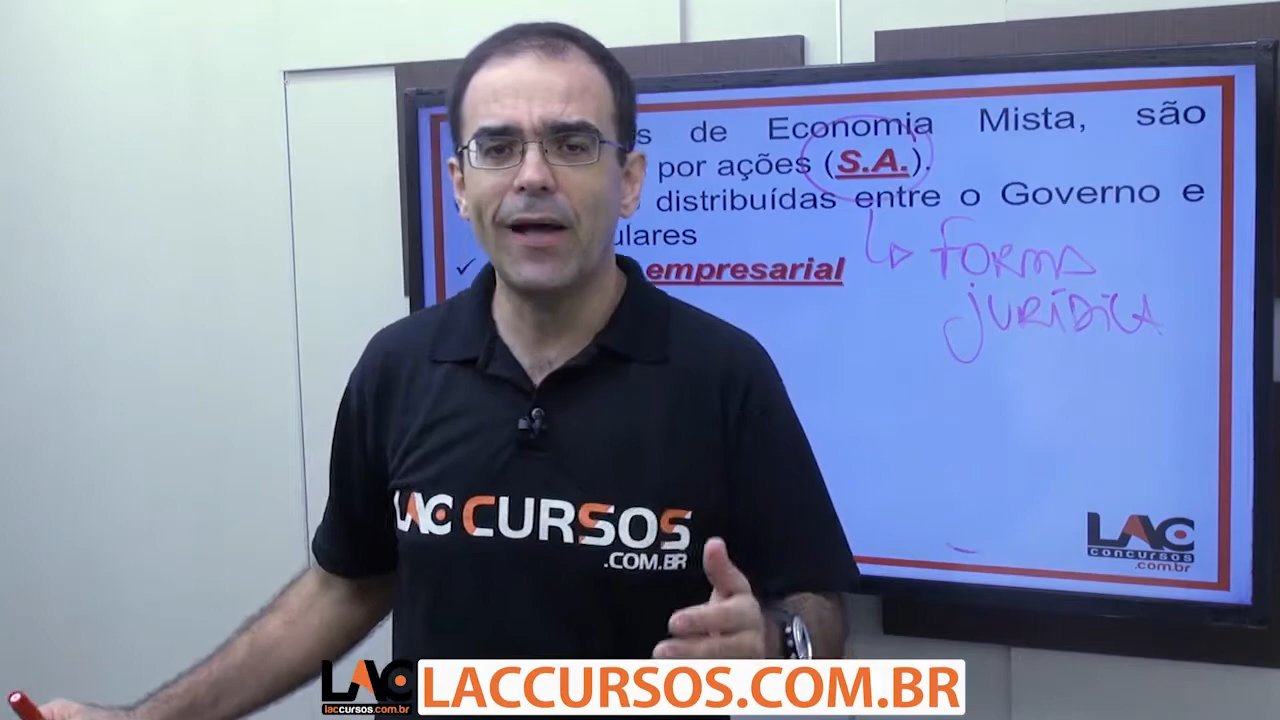 s de Economia Mista, são
por ações (S.A.).
distribuídas entre o Governo e
ulares
✓ empresarial
FORMA
JURÍDICA
LAC CURSOS
.COM.BR
LAC
concursos
.com.br
LAC
laccursos.com.br
LACCURSOS.COM.BR